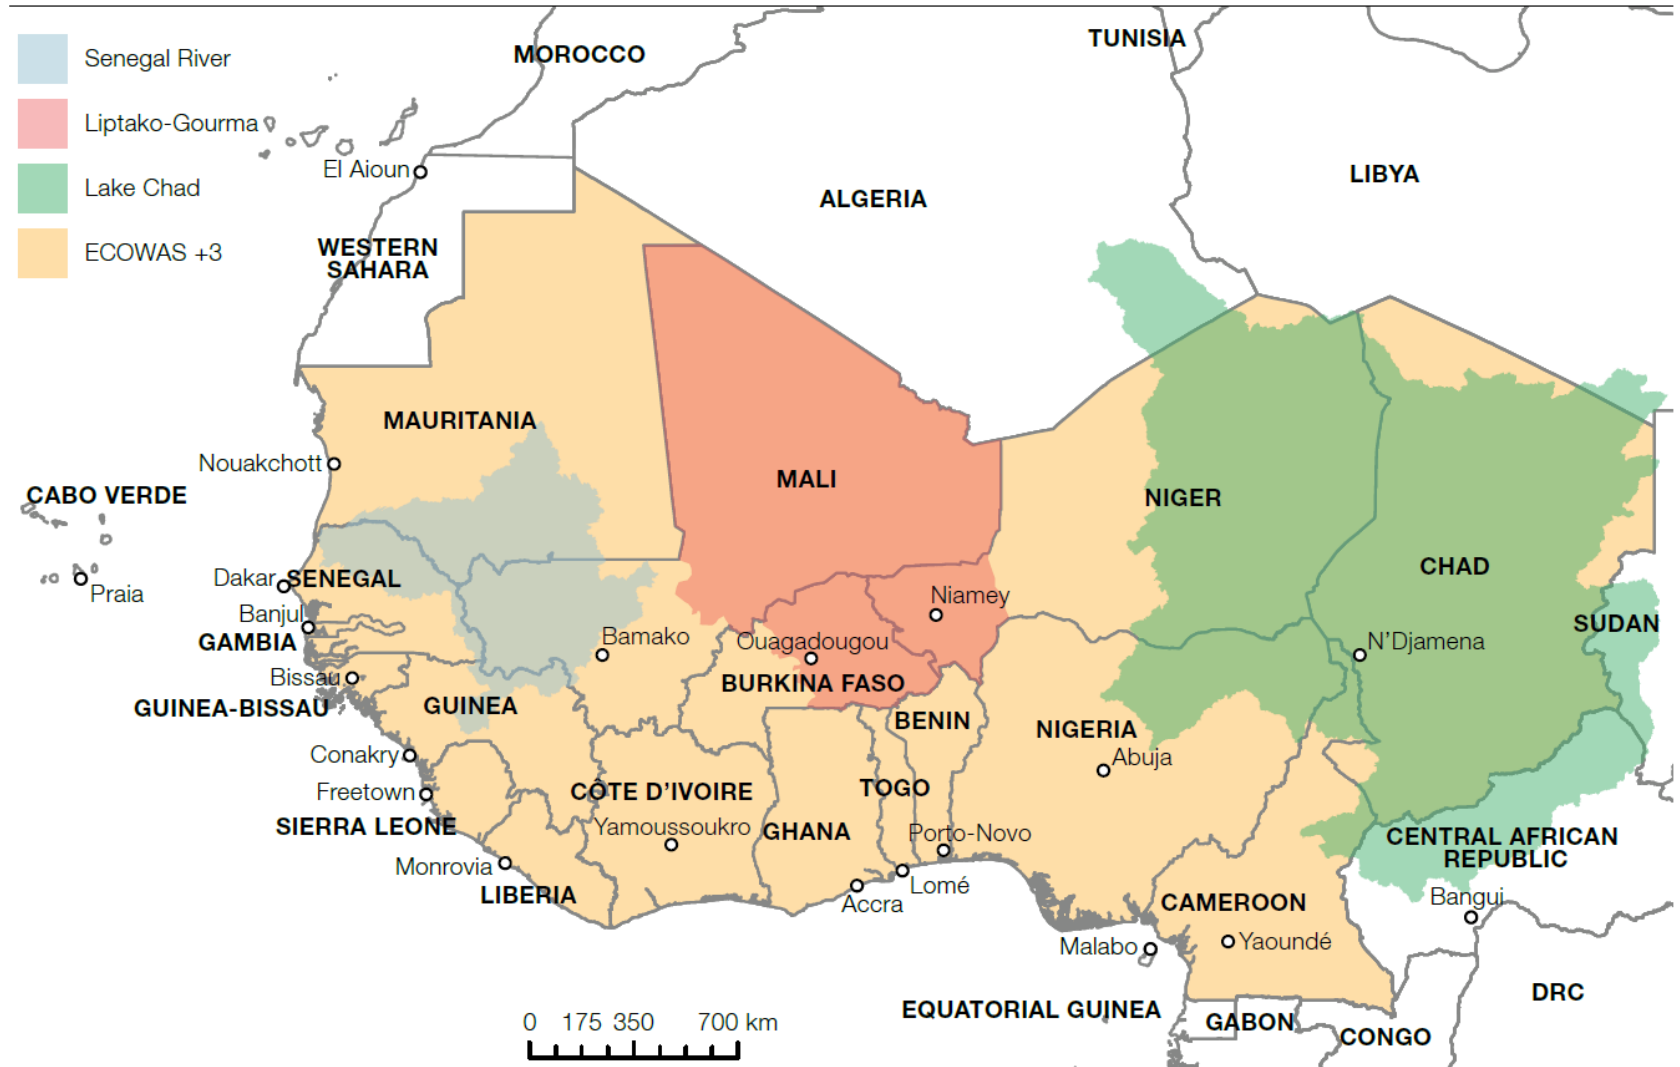 Senegal River
Liptako-Gourma
Lake Chad
ECOWAS +3
MOROCCO
TUNISIA
El Aioun
ALGERIA
LIBYA
WESTERN
SAHARA
MAURITANIA
Nouakchott
CABO VERDE
Praia
MALI
NIGER
CHAD
SUDAN
Dakar
SENEGAL
Banjul
GAMBIA
Bissau
GUINEA-BISSAU
GUINEA
Bamako
Niamey
Ouagadougou
BURKINA FASO
N'Djamena
BENIN
NIGERIA
Abuja
Conakry
Freetown
SIERRA LEONE
Monrovia
LIBERIA
CÔTE D'IVOIRE
Yamoussoukro
GHANA
TOGO
Porto-Novo
Lomé
Accra
CENTRAL AFRICAN
REPUBLIC
Bangui
CAMEROON
Yaoundé
Malabo
EQUATORIAL GUINEA
GABON
CONGO
DRC
0 175 350 700 km